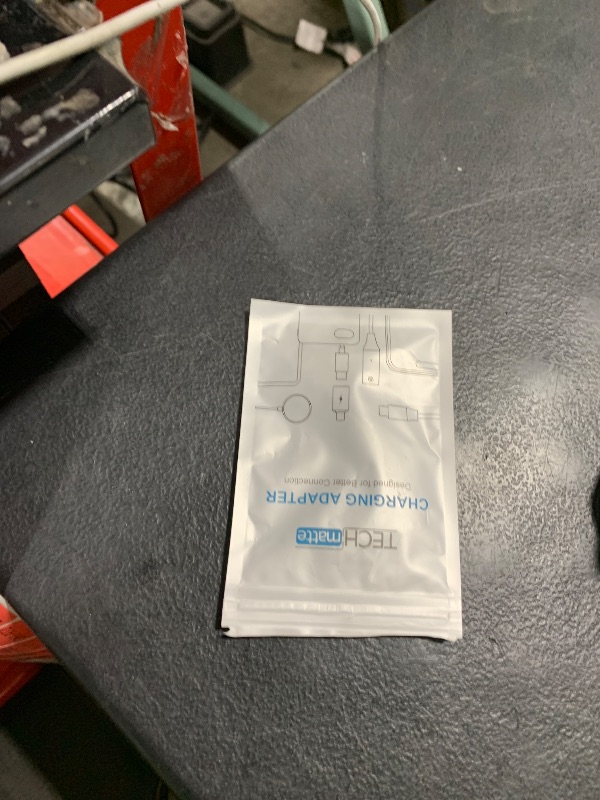 TECHmatte
CHARGING ADAPTER
Designed for Better Connection